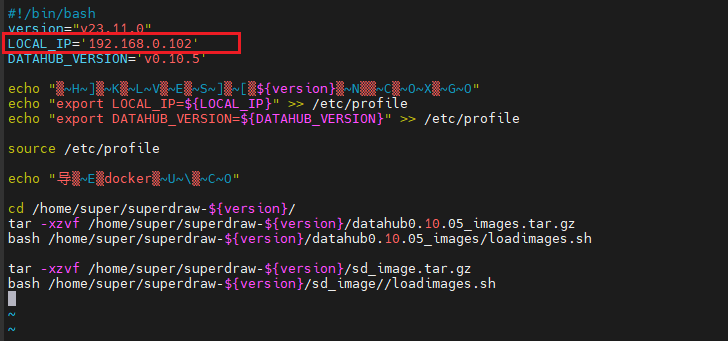 #!/bin/bash
version="v23.11.0"
LOCAL_IP='192.168.0.102'
DATAHUB_VERSION='v0.10.5'
echo "▒~H~]▒~K~L~V▒~E~S~]▒~[▒${version}▒~N▒▒~C▒~O~X▒~G~O"
echo "export LOCAL_IP=${LOCAL_IP}" >> /etc/profile
echo "export DATAHUB_VERSION=${DATAHUB_VERSION}" >> /etc/profile
source /etc/profile
echo "导▒~E▒docker▒~U~\▒~C~O"
cd /home/super/superdraw-${version}/
tar -xzvf /home/super/superdraw-${version}/datahub0.10.05_images.tar.gz
bash /home/super/superdraw-${version}/datahub0.10.05_images/loadimages.sh
tar -xzvf /home/super/superdraw-${version}/sd_image.tar.gz
bash /home/super/superdraw-${version}/sd_image//loadimages.sh
~
~